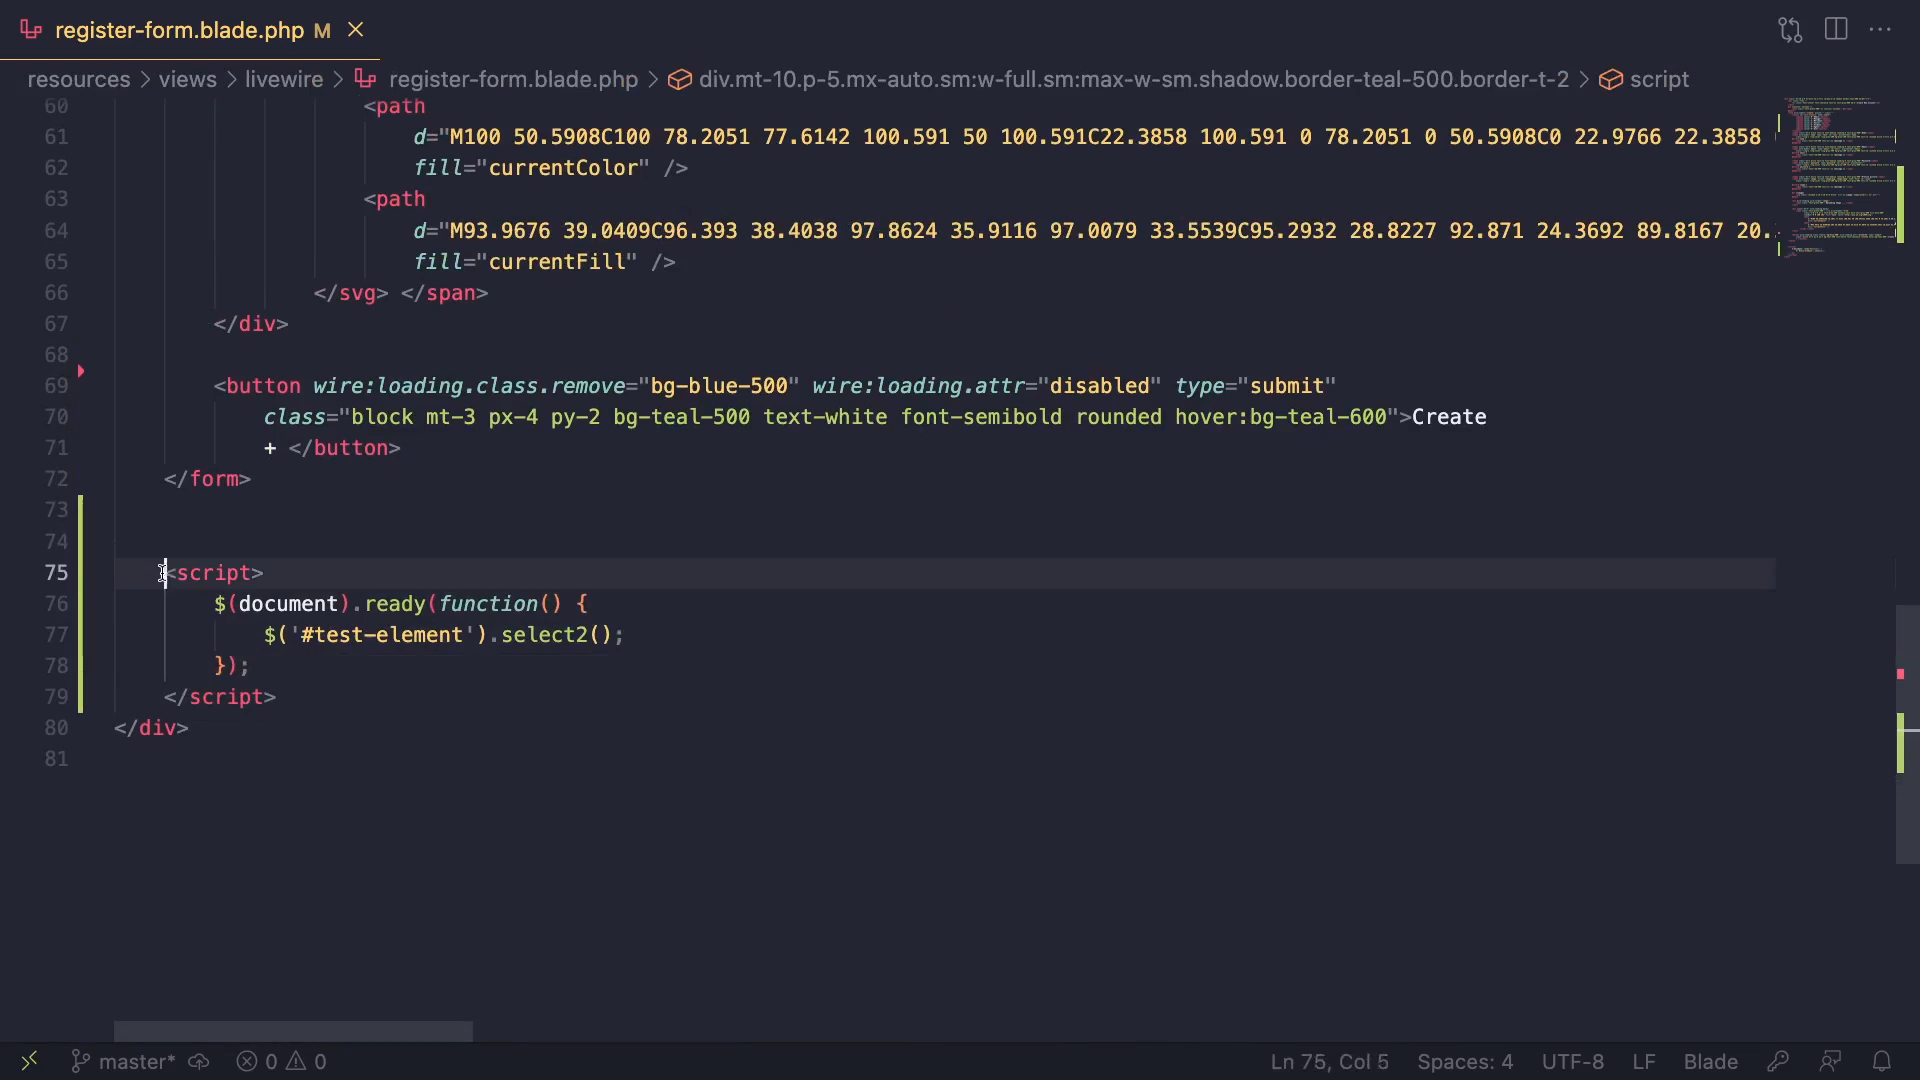 register-form.blade.php M
resources > views > livewire > register-form.blade.php > div.mt-10.p-5.mx-auto.sm:w-full.sm:max-w-sm.shadow.border-teal-500.border-t-2 > script
60 <path
61 d="M100 50.5908C100 78.2051 77.6142 100.591 50 100.591C22.3858 100.591 0 78.2051 0 50.5908C0 22.9766 22.3858
62 fill="currentColor" />
63 <path
64 d="M93.9676 39.0409C96.393 38.4038 97.8624 35.9116 97.0079 33.5539C95.2932 28.8227 92.871 24.3692 89.8167 20.
65 fill="currentFill" />
66 </svg> </span>
67 </div>
68
69 <button wire:loading.class.remove="bg-blue-500" wire:loading.attr="disabled" type="submit"
70 class="block mt-3 px-4 py-2 bg-teal-500 text-white font-semibold rounded hover:bg-teal-600">Create
71 + </button>
72 </form>
73
74
75 <script>
76 $(document).ready(function() {
77 $('#test-element').select2();
78 });
79 </script>
80 </div>
81
master* 0 0 Ln 75, Col 5 Spaces: 4 UTF-8 LF Blade